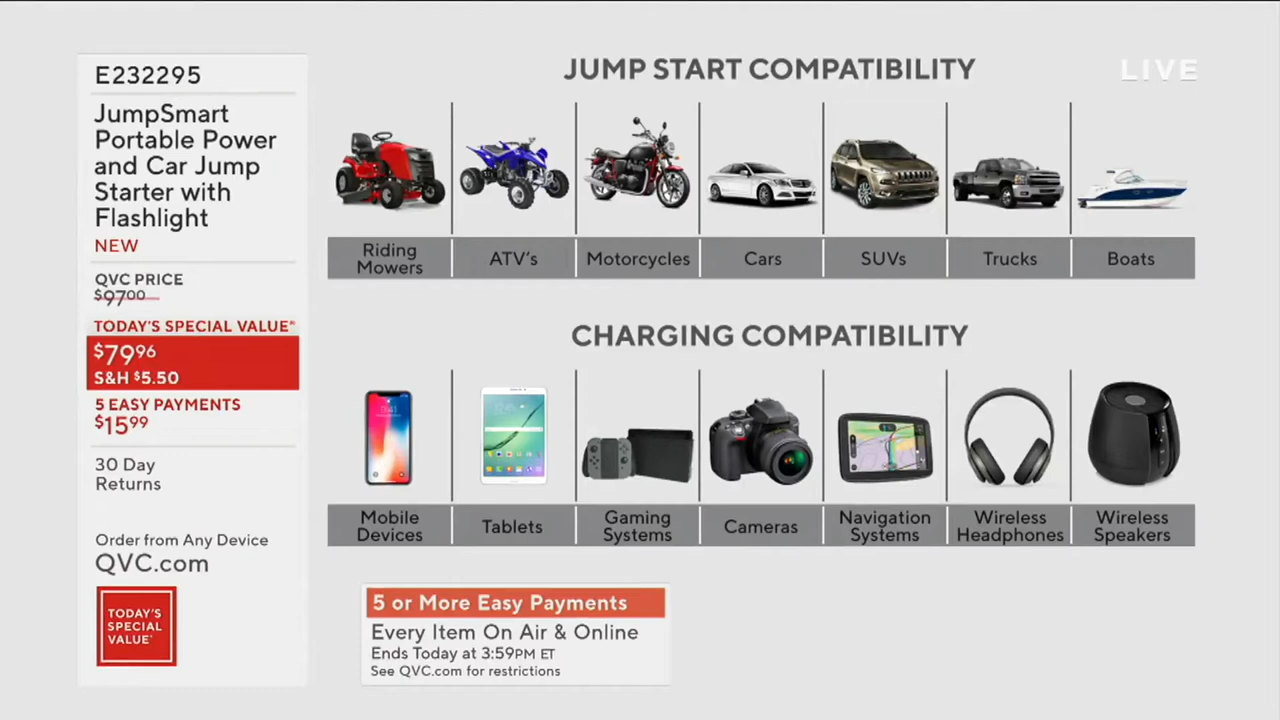 E232295
JumpSmart
Portable Power
and Car Jump
Starter with
Flashlight
NEW
QVC PRICE
$97.00
TODAY'S SPECIAL VALUE®
$79.96
S&H $5.50
5 EASY PAYMENTS
$15.99
30 Day
Returns
Order from Any Device
QVC.com
TODAY'S
SPECIAL
VALUE®
JUMP START COMPATIBILITY
LIVE
Riding
Mowers
ATV's
Motorcycles
Cars
SUVs
Trucks
Boats
CHARGING COMPATIBILITY
Mobile
Devices
Tablets
Gaming
Systems
Cameras
Navigation
Systems
Wireless
Headphones
Wireless
Speakers
5 or More Easy Payments
Every Item On Air & Online
Ends Today at 3:59PM ET
See QVC.com for restrictions